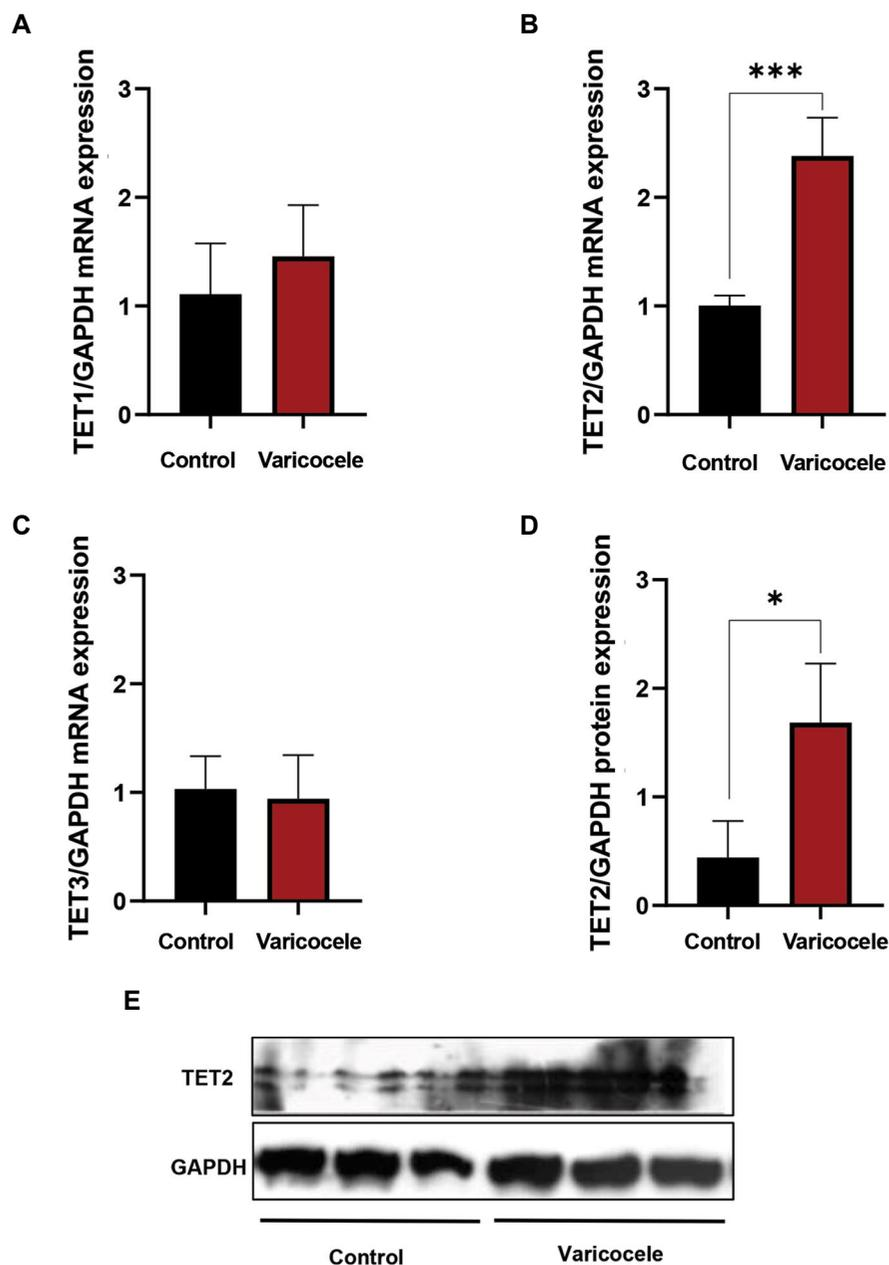 A
TET1/GAPDH mRNA expression
3
2
1
0
Control Varicocele
B
TET2/GAPDH mRNA expression
***
3
2
1
0
Control Varicocele
C
TET3/GAPDH mRNA expression
3
2
1
0
Control Varicocele
D
TET2/GAPDH protein expression
*
3
2
1
0
Control Varicocele
E
TET2
GAPDH
Control Varicocele